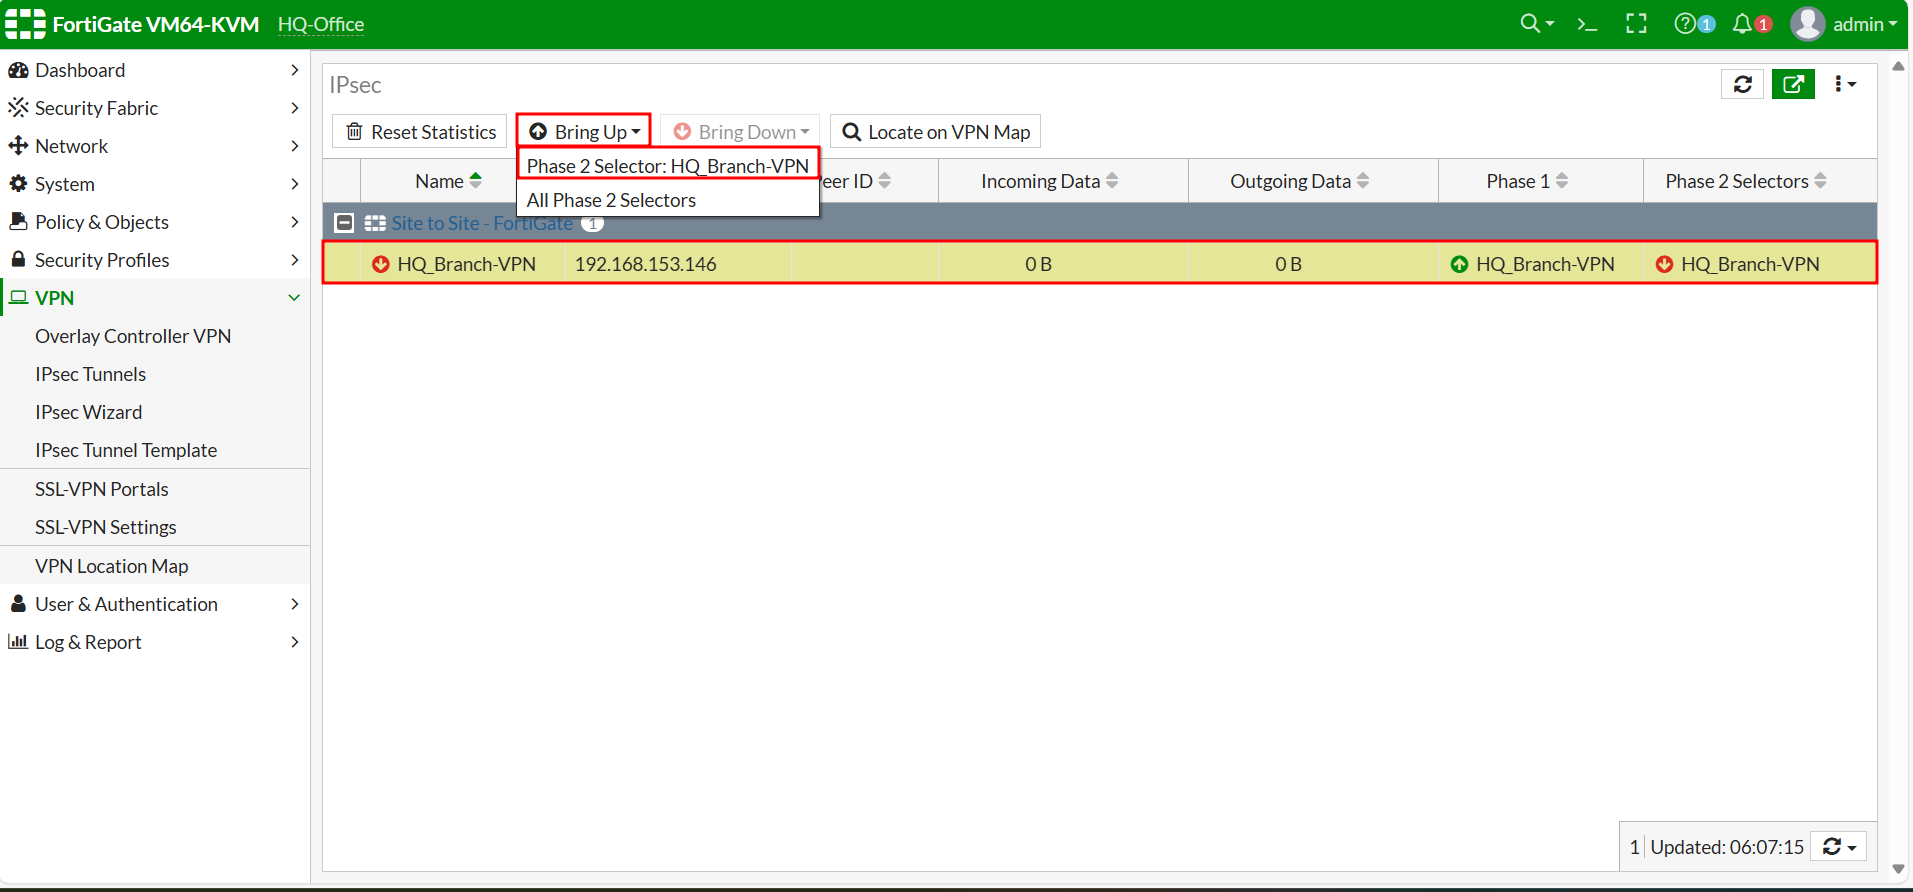 FortiGate VM64-KVM HQ-Office 1 1 admin
Dashboard
Security Fabric
Network
System
Policy & Objects
Security Profiles
VPN
Overlay Controller VPN
IPsec Tunnels
IPsec Wizard
IPsec Tunnel Template
SSL-VPN Portals
SSL-VPN Settings
VPN Location Map
User & Authentication
Log & Report
IPsec
Reset Statistics Bring Up Bring Down Locate on VPN Map
Phase 2 Selector: HQ_Branch-VPN
All Phase 2 Selectors
Name eer ID Incoming Data Outgoing Data Phase 1 Phase 2 Selectors
Site to Site - FortiGate 1
HQ_Branch-VPN 192.168.153.146 0 B 0 B HQ_Branch-VPN HQ_Branch-VPN
1 Updated: 06:07:15